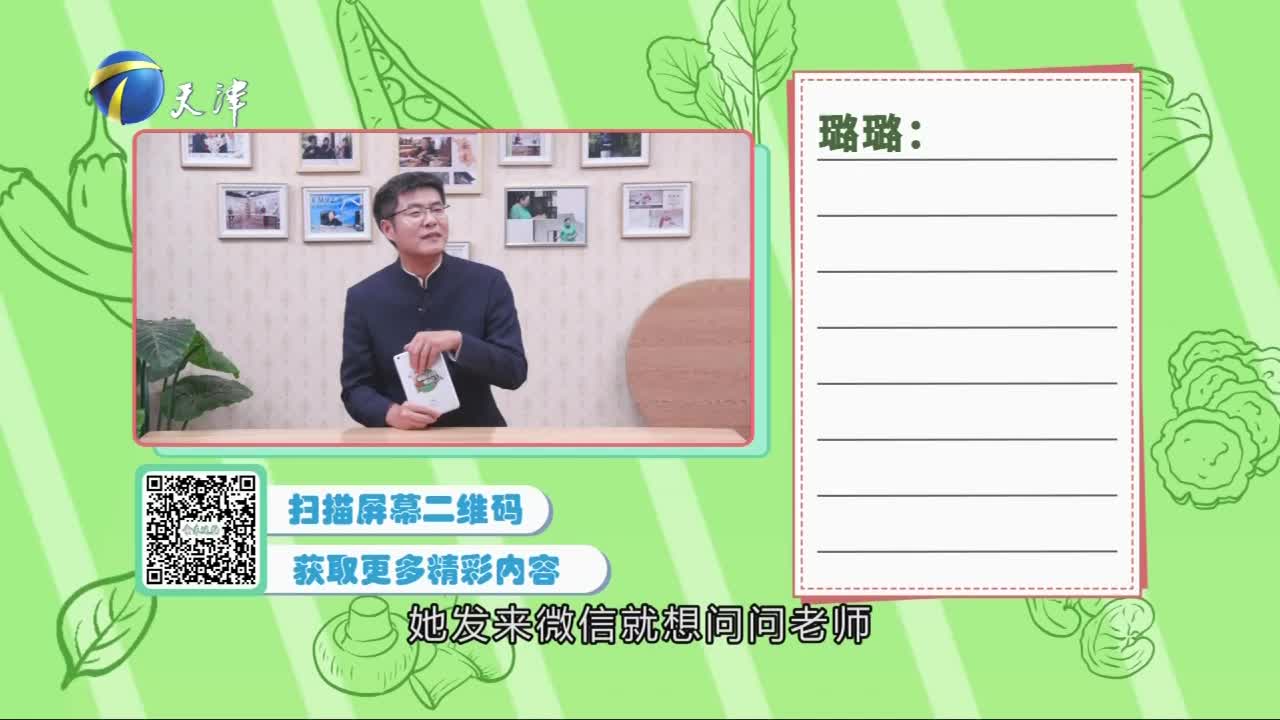 天津
璐璐：
扫描屏幕二维码
获取更多精彩内容
她发来微信就想问问老师